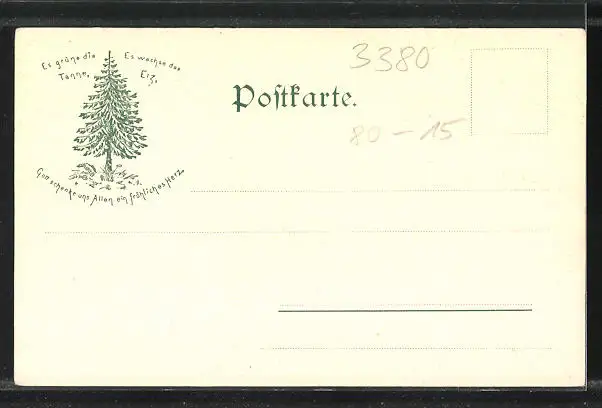 Es grüne die Tanne,
Es wachse das Erz,
Gott schenke uns Allen ein fröhliches Herz.
Postkarte.
3380
80-15